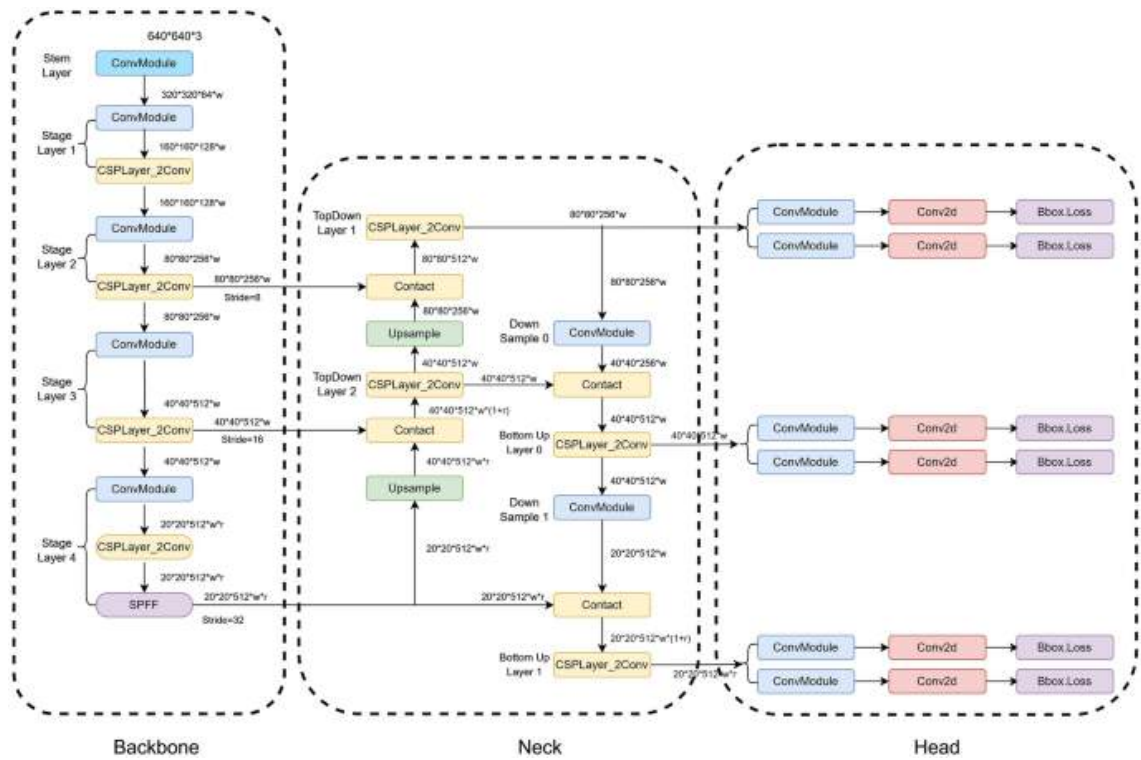 640*640*3
Stem
Layer
ConvModule
320*320*64*w
Stage
Layer 1
ConvModule
160*160*128*w
CSPLayer_2Conv
160*160*128*w
Stage
Layer 2
ConvModule
80*80*256*w
CSPLayer_2Conv
80*80*256*w
Stride=8
80*80*256*w
Stage
Layer 3
ConvModule
40*40*512*w
CSPLayer_2Conv
40*40*512*w
Stride=16
40*40*512*w
Stage
Layer 4
ConvModule
20*20*512*w*r
CSPLayer_2Conv
20*20*512*w*r
SPFF
20*20*512*w*r
Stride=32
Backbone
TopDown
Layer 1
CSPLayer_2Conv
80*80*256*w
80*80*512*w
Contact
80*80*256*w
Upsample
40*40*512*w
TopDown
Layer 2
CSPLayer_2Conv
40*40*512*w
40*40*512*w*(1+r)
Contact
40*40*512*w*r
Upsample
20*20*512*w*r
80*80*256*w
Down
Sample 0
ConvModule
40*40*256*w
Contact
40*40*512*w
Bottom Up
Layer 0
CSPLayer_2Conv
40*40*512*w
40*40*512*w
Down
Sample 1
ConvModule
20*20*512*w
20*20*512*w*r
Contact
20*20*512*w*(1+r)
Bottom Up
Layer 1
CSPLayer_2Conv
20*20*512*w*r
Neck
ConvModule Conv2d Bbox.Loss
ConvModule Conv2d Bbox.Loss
ConvModule Conv2d Bbox.Loss
ConvModule Conv2d Bbox.Loss
ConvModule Conv2d Bbox.Loss
ConvModule Conv2d Bbox.Loss
Head